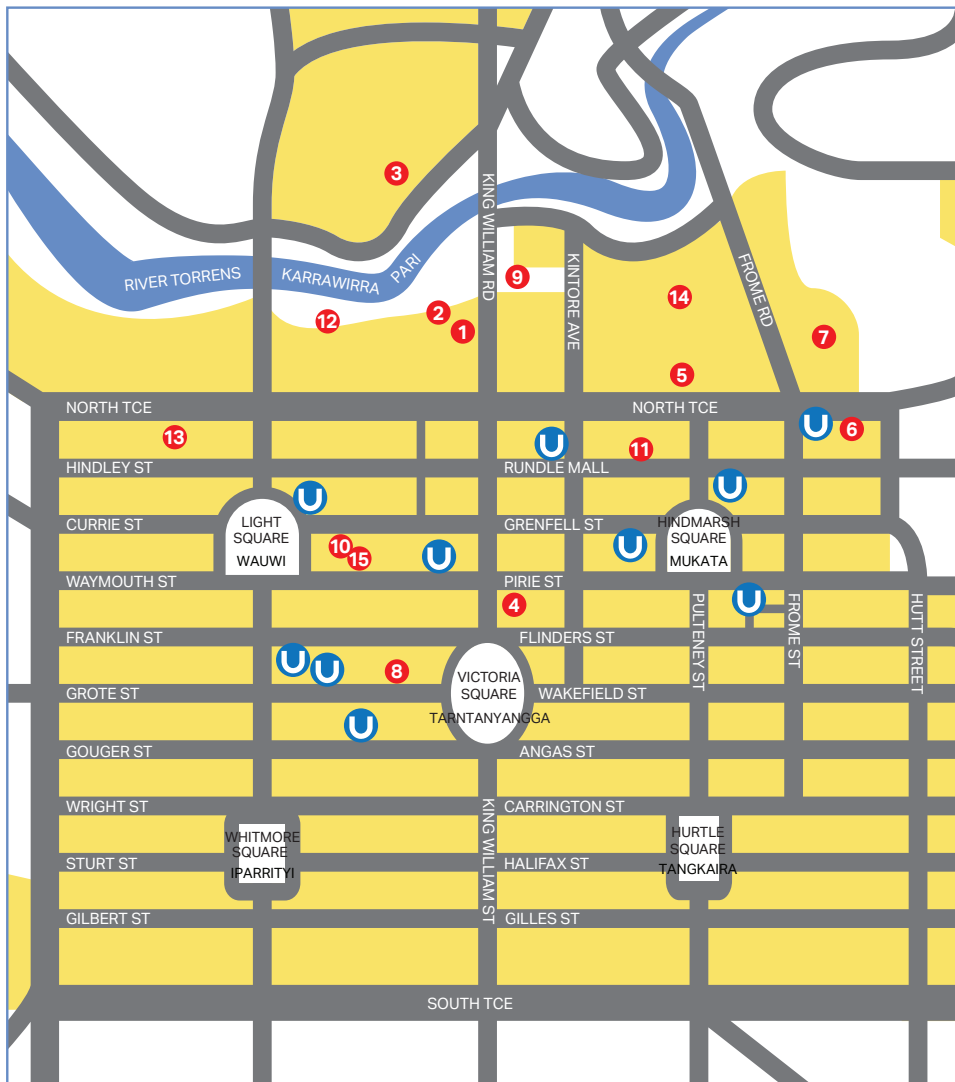 3
KING WILLIAM RD
RIVER TORRENS
KARRAWIRRA
PARI
9
KINTORE AVE
FROME RD
14
12
2
1
7
5
NORTH TCE
NORTH TCE
13
U
11
U
6
HINDLEY ST
RUNDLE MALL
U
U
CURRIE ST
LIGHT
SQUARE
WAUWI
GRENFELL ST
HINDMARSH
SQUARE
MUKATA
10
15
U
U
WAYMOUTH ST
PIRIE ST
4
U
PULTENEY ST
FROME ST
HUTT STREET
FRANKLIN ST
FLINDERS ST
U
U
8
VICTORIA
SQUARE
TARNTANYANGGA
GROTE ST
WAKEFIELD ST
U
GOUGER ST
ANGAS ST
WRIGHT ST
KING WILLIAM ST
CARRINGTON ST
WHITMORE
SQUARE
IPARRITYI
HURTLE
SQUARE
TANGKAIRA
STURT ST
HALIFAX ST
GILBERT ST
GILLES ST
SOUTH TCE